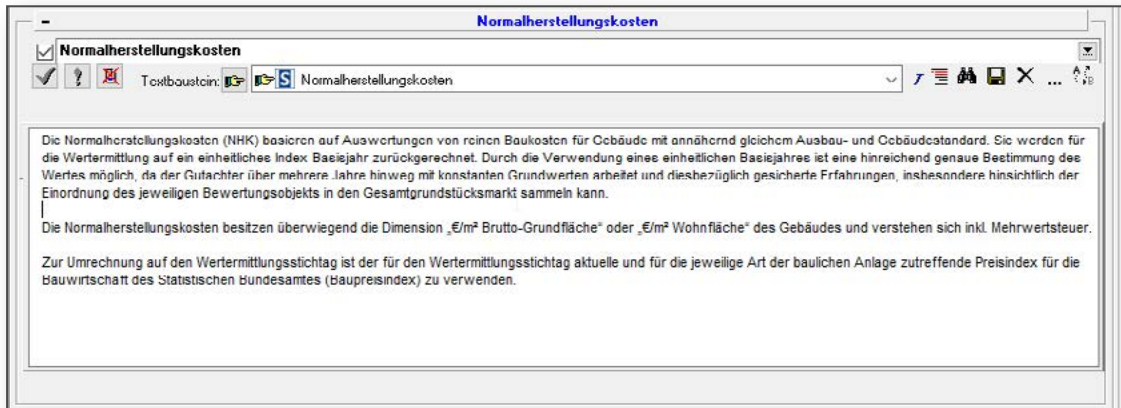 Normalherstellungskosten
Normalherstellungskosten
Textbaustein: S Normalherstellungskosten
Die Normalherstellungskosten (NHK) basieren auf Auswertungen von reinen Baukosten für Gebäude mit annähernd gleichem Ausbau- und Gebäudestandard. Sie werden für
die Wertermittlung auf ein einheitliches Index Basisjahr zurückgerechnet. Durch die Verwendung eines einheitlichen Basisjahres ist eine hinreichend genaue Bestimmung des
Wertes möglich, da der Gutachter über mehrere Jahre hinweg mit konstanten Grundwerten arbeitet und diesbezüglich gesicherte Erfahrungen, insbesondere hinsichtlich der
Einordnung des jeweiligen Bewertungsobjekts in den Gesamtgrundstücksmarkt sammeln kann.
Die Normalherstellungskosten besitzen überwiegend die Dimension „€/m² Brutto-Grundfläche“ oder „€/m² Wohnfläche“ des Gebäudes und verstehen sich inkl. Mehrwertsteuer.
Zur Umrechnung auf den Wertermittlungsstichtag ist der für den Wertermittlungsstichtag aktuelle und für die jeweilige Art der baulichen Anlage zutreffende Preisindex für die
Bauwirtschaft des Statistischen Bundesamtes (Baupreisindex) zu verwenden.